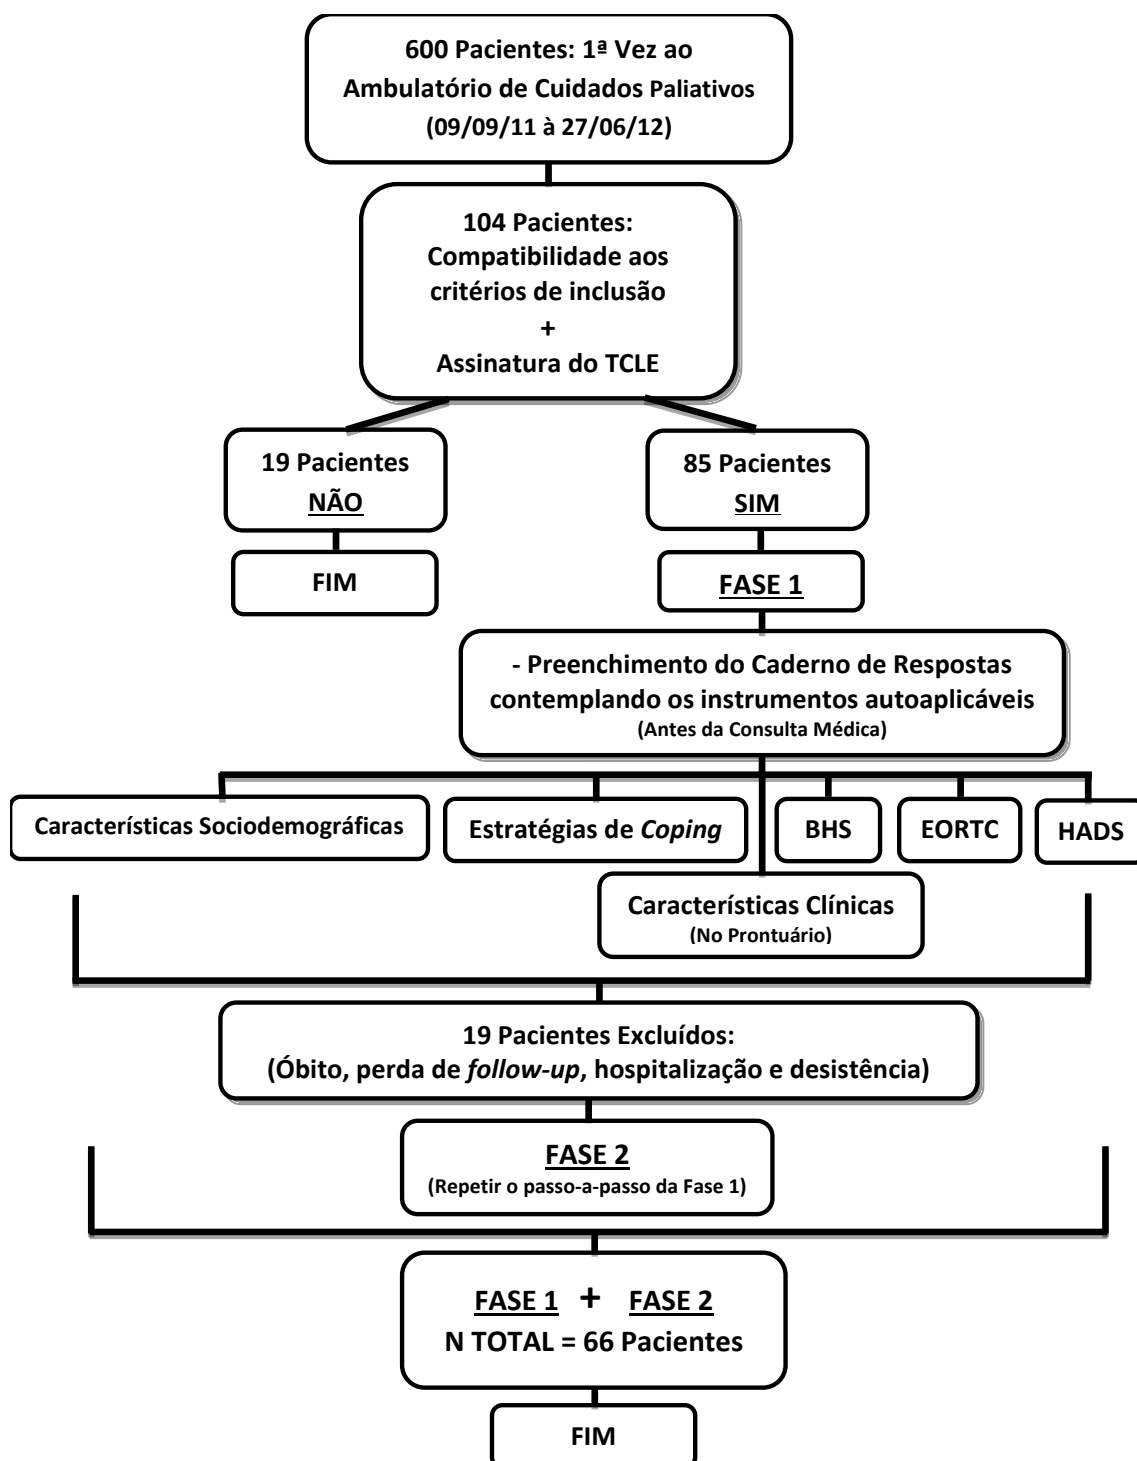 600 Pacientes: 1ª Vez ao
Ambulatório de Cuidados Paliativos
(09/09/11 à 27/06/12)
104 Pacientes:
Compatibilidade aos
critérios de inclusão
+
Assinatura do TCLE
19 Pacientes
NÃO
85 Pacientes
SIM
FIM
FASE 1
- Preenchimento do Caderno de Respostas
contemplando os instrumentos autoaplicáveis
(Antes da Consulta Médica)
Características Sociodemográficas
Estratégias de Coping
BHS
EORTC
HADS
Características Clínicas
(No Prontuário)
19 Pacientes Excluídos:
(Óbito, perda de follow-up, hospitalização e desistência)
FASE 2
(Repetir o passo-a-passo da Fase 1)
FASE 1 + FASE 2
N TOTAL = 66 Pacientes
FIM